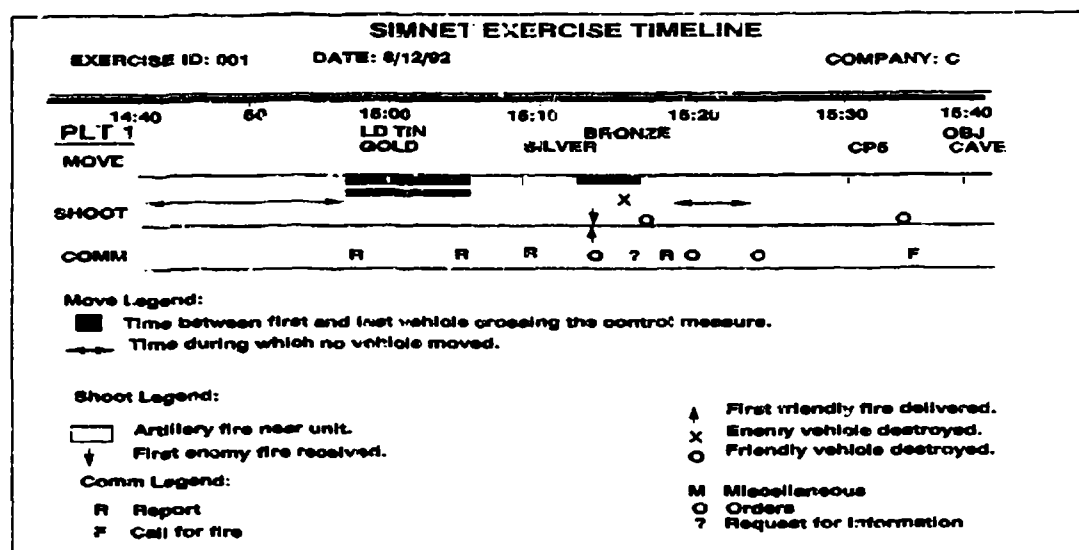 SIMNET EXERCISE TIMELINE
EXERCISE ID: 001 DATE: 8/12/92 COMPANY: C
14:40 50 15:00 15:10 15:20 15:30 15:40
PLT 1 LD TIN BRONZE OBJ
GOLD SILVER CP5 CAVE
MOVE
X
SHOOT O O
COMM R R R O ? R O O F
Move Legend:
Time between first and last vehicle crossing the control measure.
Time during which no vehicle moved.
Shoot Legend:
Artillery fire near unit.
First enemy fire received.
First friendly fire delivered.
X Enemy vehicle destroyed.
O Friendly vehicle destroyed.
Comm Legend:
R Report
F Call for fire
M Miscellaneous
O Orders
? Request for Information